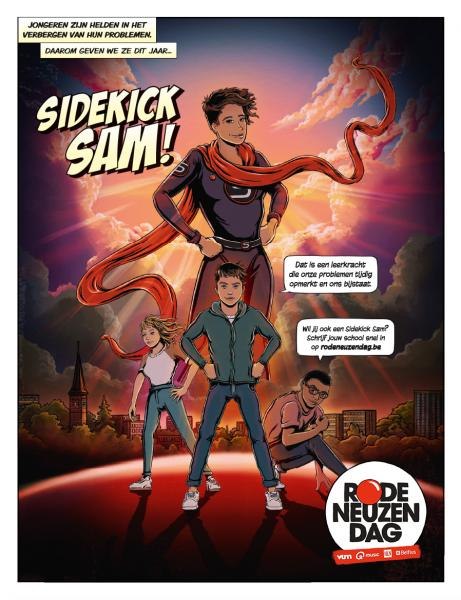 JONGEREN ZIJN HELDEN IN HET
VERBERGEN VAN HUN PROBLEMEN.
DAAROM GEVEN WE ZE DIT JAAR...
SIDEKICK
SAM!
S
S
Dat is een leerkracht
die onze problemen tijdig
opmerkt en ons bijstaat.
Wil jij ook een Sidekick Sam?
Schrijf jouw school snel in
op rodeneuzendag.be
RODE
NEUZEN
DAG
VTM Q music Belfius